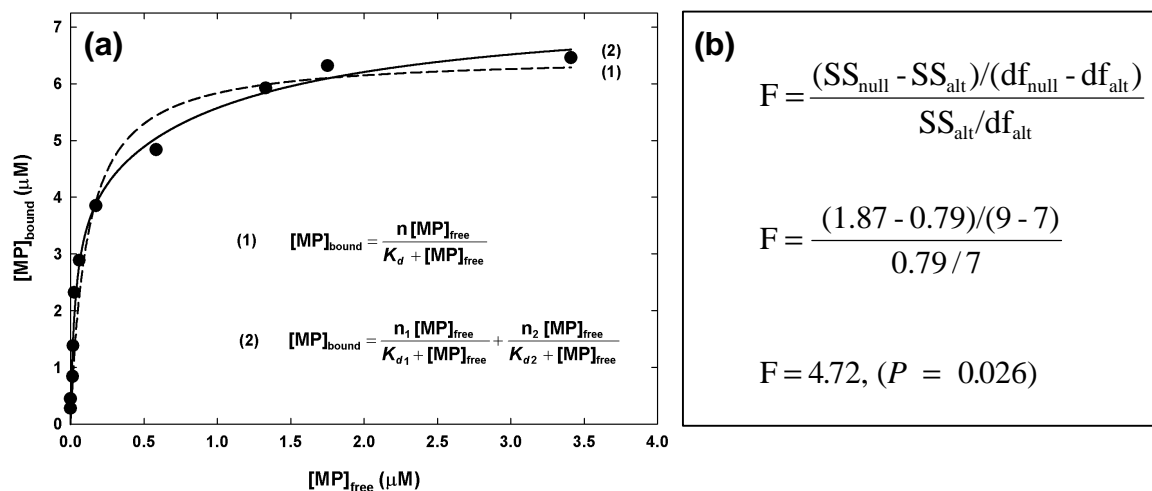 (a)
7
6
5
4
3
2
1
0
[MP]bound (μM)
(2)
(1)
(1) [MP]bound = n [MP]free / Kd + [MP]free
(2) [MP]bound = n1 [MP]free / Kd1 + [MP]free + n2 [MP]free / Kd2 + [MP]free
0.0 0.5 1.0 1.5 2.0 2.5 3.0 3.5 4.0
[MP]free (μM)
(b)
F = (SSnull - SSalt)/(dfnull - dfalt) / SSalt/dfalt
F = (1.87 - 0.79)/(9 - 7) / 0.79 / 7
F = 4.72, (P = 0.026)